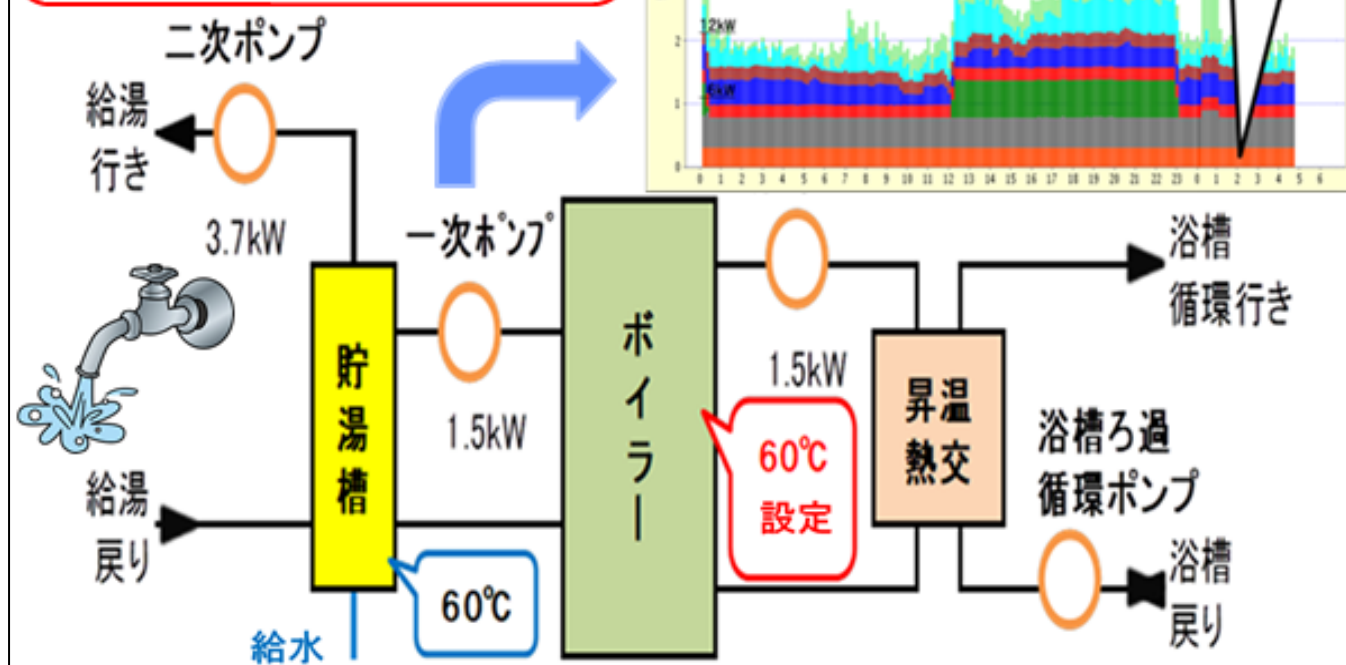 12kW
2
6kW
1
0
0 1 2 3 4 5 6 7 8 9 10 11 12 13 14 15 16 17 18 19 20 21 22 23 0 1 2 3 4 5 6
二次ポンプ
給湯
行き
3.7kW
一次ポンプ
1.5kW
貯湯槽
ボイラー
1.5kW
昇温
熱交
60℃
設定
浴槽
循環行き
浴槽ろ過
循環ポンプ
浴槽
戻り
給湯
戻り
60℃
給水